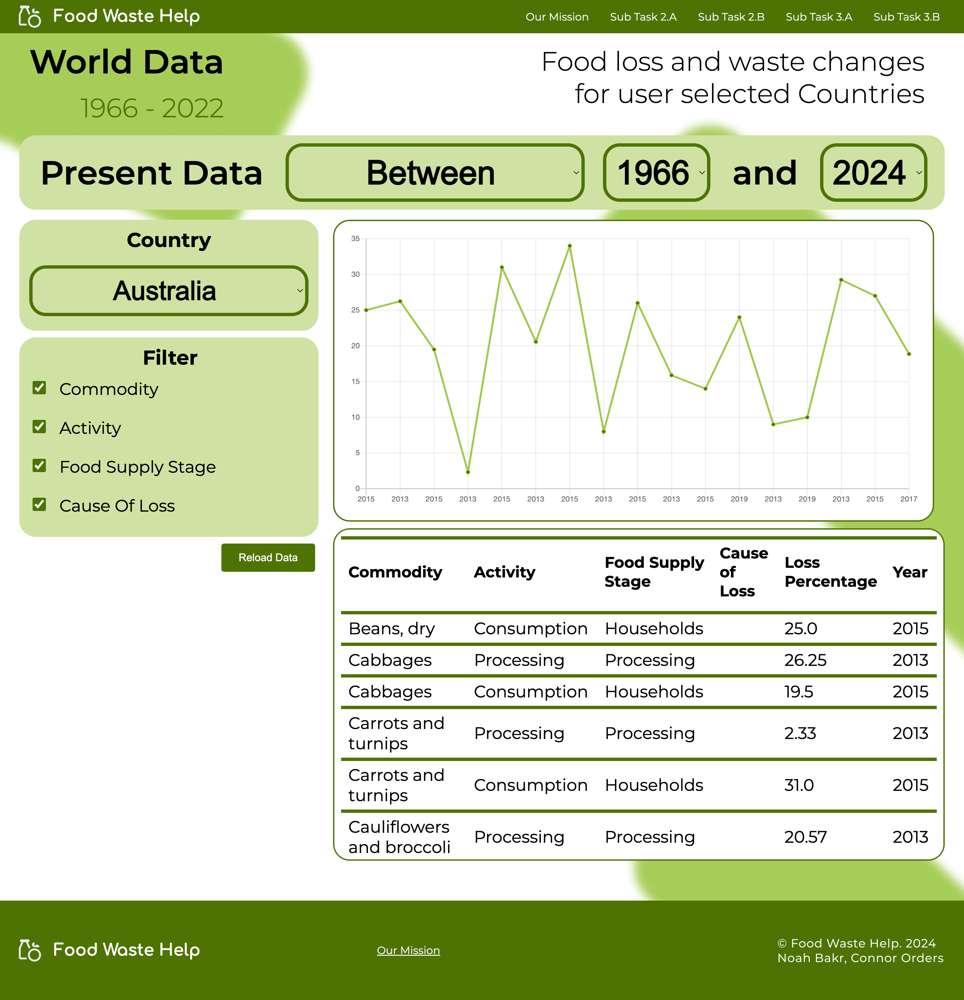 Food Waste Help
Our Mission
Sub Task 2.A
Sub Task 2.B
Sub Task 3.A
Sub Task 3.B
World Data
1966 - 2022
Food loss and waste changes
for user selected Countries
Present Data
Between
1966
and
2024
Country
Australia
Filter
Commodity
Activity
Food Supply Stage
Cause Of Loss
Reload Data
35
30
25
20
15
10
5
0
2015 2013 2015 2013 2015 2013 2015 2013 2015 2013 2015 2019 2013 2019 2013 2015 2017
Commodity Activity Food Supply Stage Cause of Loss Loss Percentage Year
Beans, dry Consumption Households 25.0 2015
Cabbages Processing Processing 26.25 2013
Cabbages Consumption Households 19.5 2015
Carrots and turnips Processing Processing 2.33 2013
Carrots and turnips Consumption Households 31.0 2015
Cauliflowers and broccoli Processing Processing 20.57 2013
Food Waste Help
Our Mission
© Food Waste Help. 2024
Noah Bakr, Connor Orders